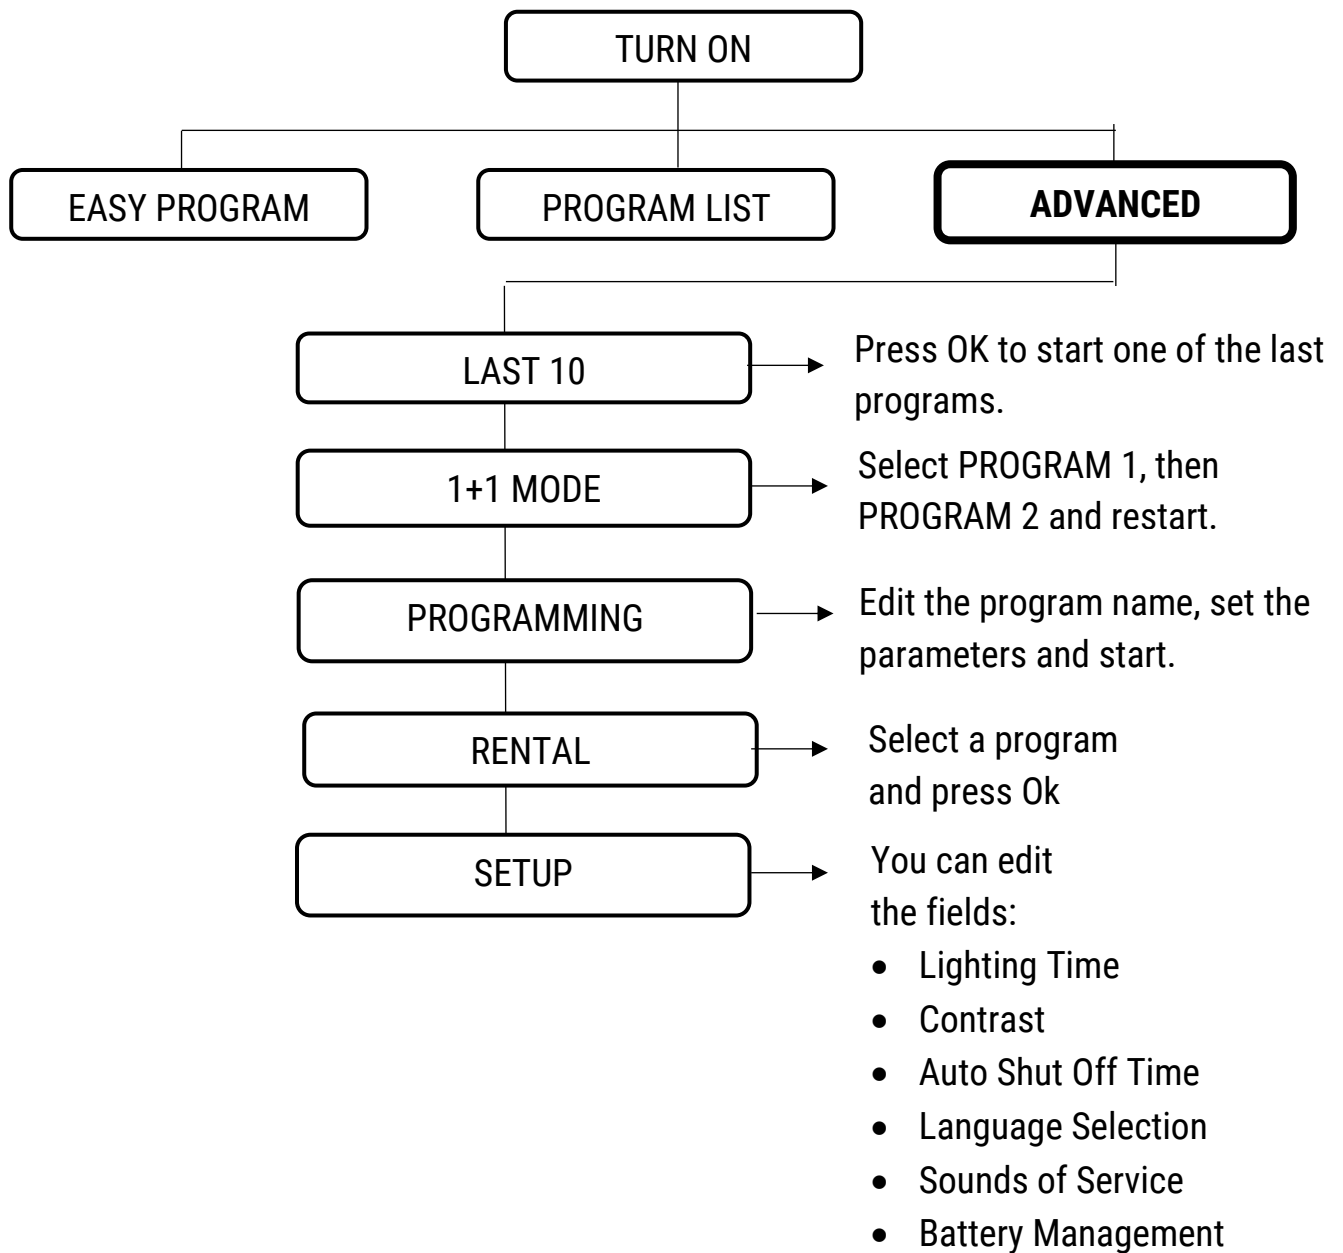 TURN ON
EASY PROGRAM
PROGRAM LIST
ADVANCED
LAST 10
Press OK to start one of the last
programs.
1+1 MODE
Select PROGRAM 1, then
PROGRAM 2 and restart.
PROGRAMMING
Edit the program name, set the
parameters and start.
RENTAL
Select a program
and press Ok
SETUP
You can edit
the fields:
• Lighting Time
• Contrast
• Auto Shut Off Time
• Language Selection
• Sounds of Service
• Battery Management